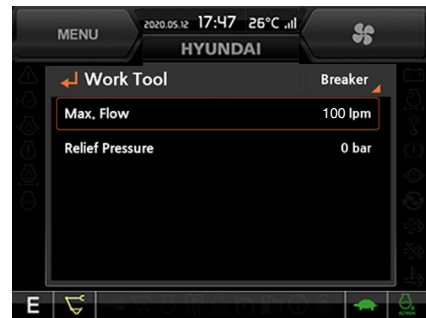 MENU
2020.05.12 17:47 26°C
HYUNDAI
Work Tool
Breaker
Max. Flow
100 lpm
Relief Pressure
0 bar
E